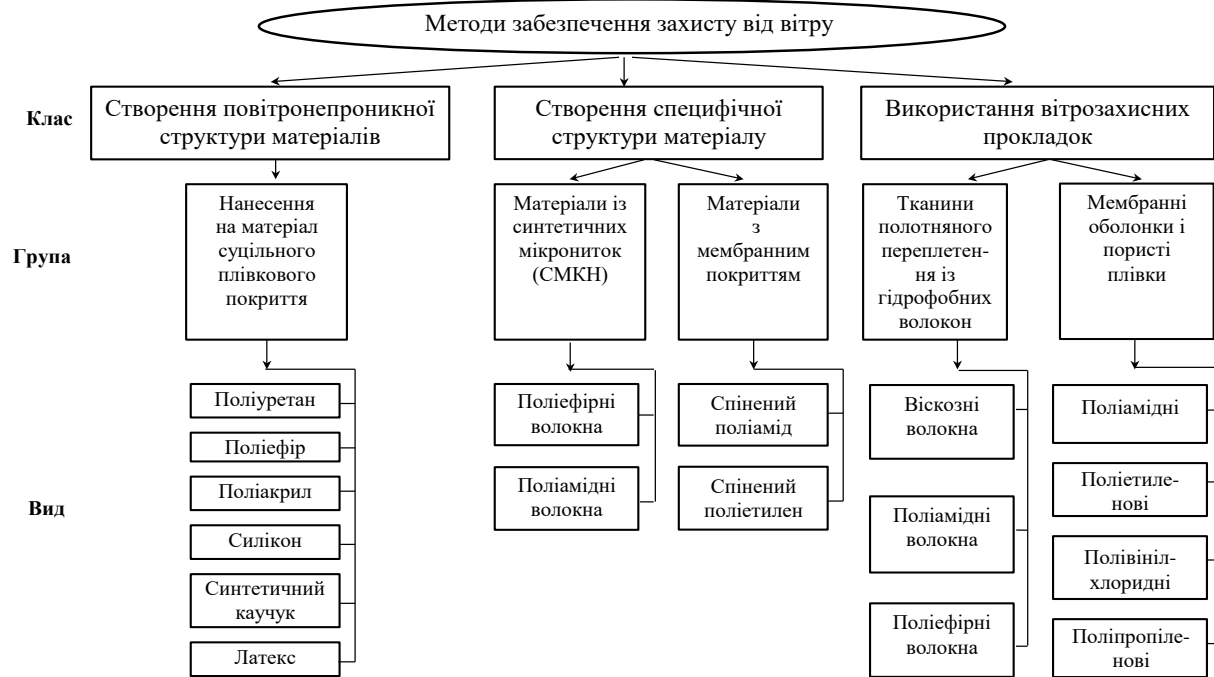 Методи забезпечення захисту від вітру
Клас
Створення повітронепроникної
структури матеріалів
Створення специфічної
структури матеріалу
Використання вітрозахисних
прокладок
Група
Нанесення
на матеріал
суцільного
плівкового
покриття
Матеріали із
синтетичних
мікрониток
(СМКН)
Матеріали
з
мембранним
покриттям
Тканини
полотняного
переплетен-
ня із
гідрофобних
волокон
Мембранні
оболонки і
пористі
плівки
Вид
Поліуретан
Поліефір
Поліакрил
Силікон
Синтетичний
каучук
Латекс
Поліефірні
волокна
Поліамідні
волокна
Спінений
поліамід
Спінений
поліетилен
Віскозні
волокна
Поліамідні
волокна
Поліефірні
волокна
Поліамідні
Поліетиле-
нові
Полівініл-
хлоридні
Поліпропіле-
нові